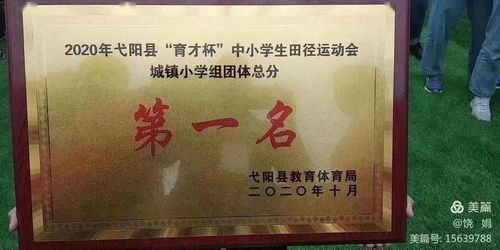 2020年弋阳县“育才杯”中小学生田径运动会
城镇小学组团体总分
第一名
弋阳县教育体育局
二〇二〇年十月
美篇
@饶 娟
美篇号: 15639788